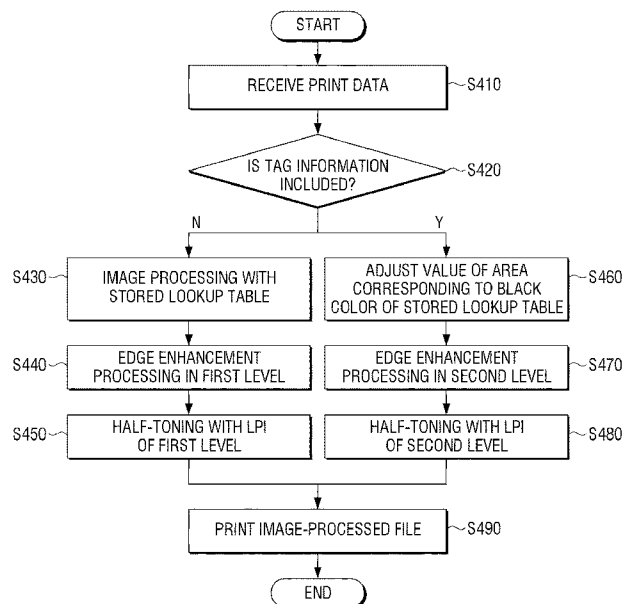 START
RECEIVE PRINT DATA
S410
IS TAG INFORMATION
INCLUDED?
S420
N
Y
S430
IMAGE PROCESSING WITH
STORED LOOKUP TABLE
ADJUST VALUE OF AREA
CORRESPONDING TO BLACK
COLOR OF STORED LOOKUP TABLE
S460
S440
EDGE ENHANCEMENT
PROCESSING IN FIRST LEVEL
EDGE ENHANCEMENT
PROCESSING IN SECOND LEVEL
S470
S450
HALF-TONING WITH LPI
OF FIRST LEVEL
HALF-TONING WITH LPI
OF SECOND LEVEL
S480
PRINT IMAGE-PROCESSED FILE
S490
END